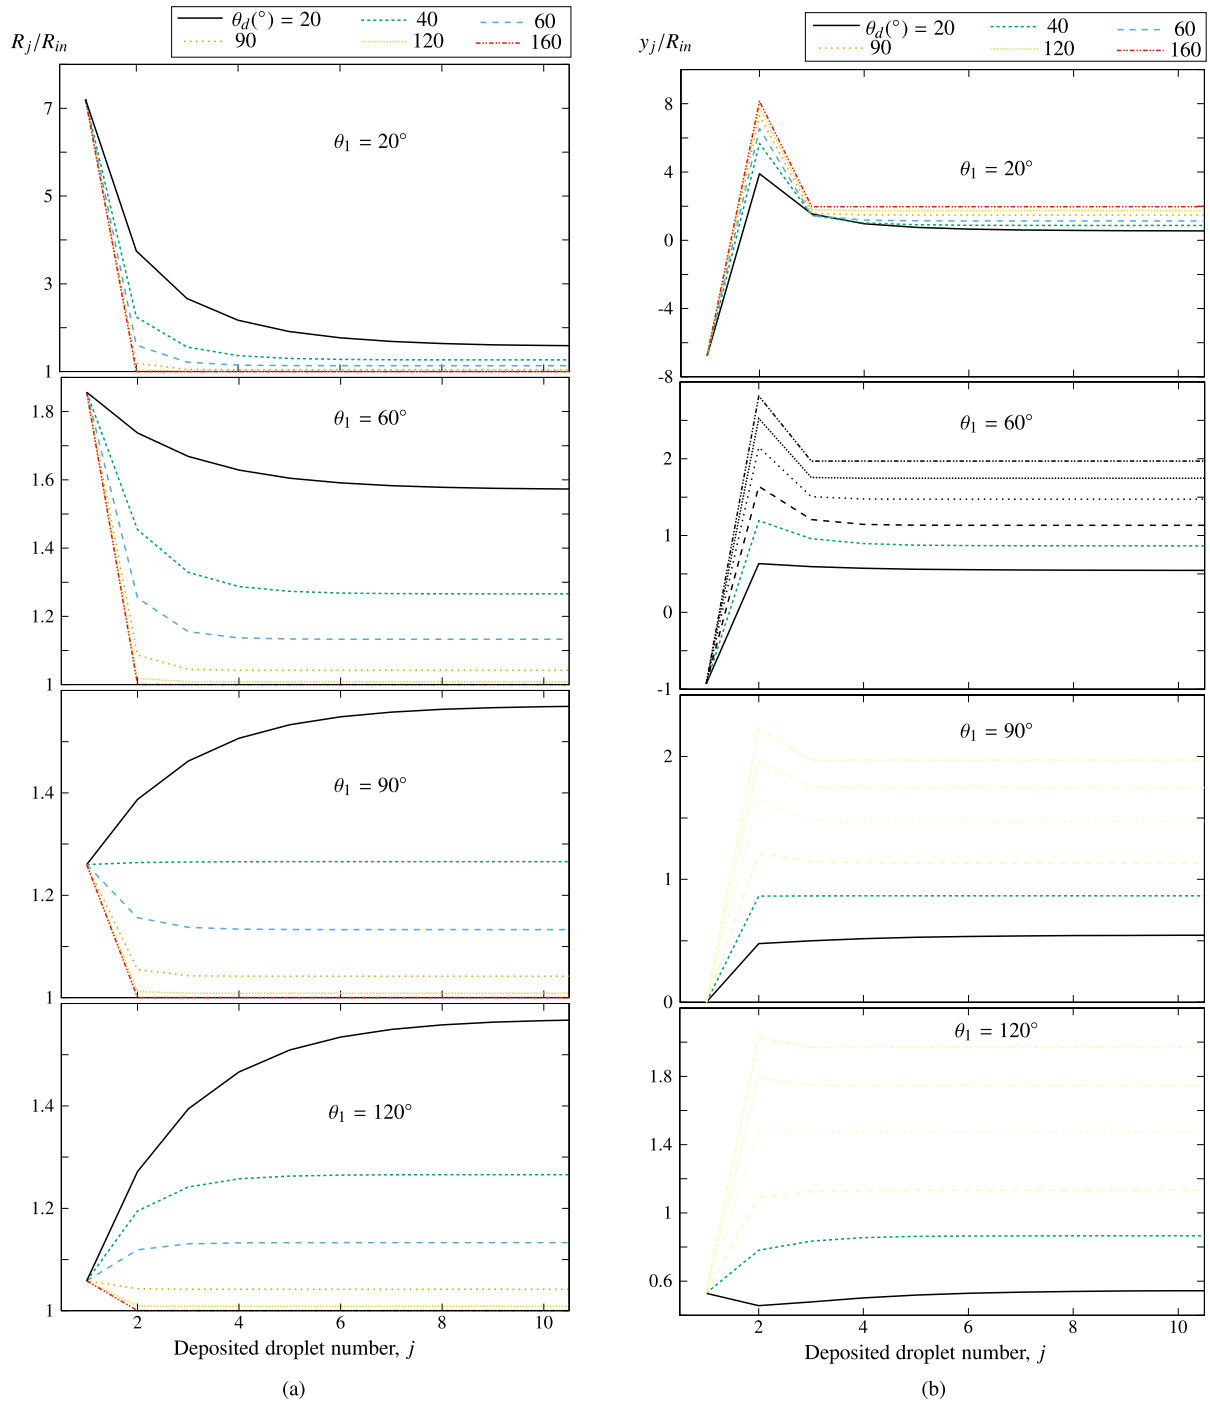 θd(°) = 20 40 60
90 120 160
Rj/Rin
7
5
3
1
θ1 = 20°
1.8
1.6
1.4
1.2
1
θ1 = 60°
1.4
1.2
1
θ1 = 90°
1.4
1.2
1
θ1 = 120°
2 4 6 8 10
Deposited droplet number, j
(a)
θd(°) = 20 40 60
90 120 160
yj/Rin
8
4
0
-4
-8
θ1 = 20°
2
1
0
-1
θ1 = 60°
2
1
0
θ1 = 90°
1.8
1.4
1
0.6
θ1 = 120°
2 4 6 8 10
Deposited droplet number, j
(b)